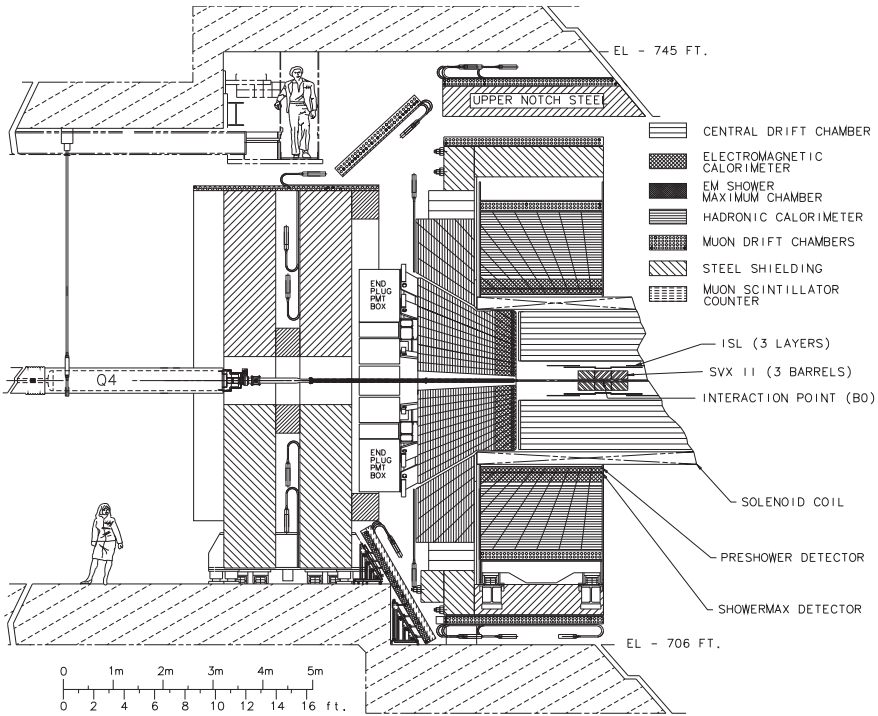 EL - 745 FT.
UPPER NOTCH STEEL
CENTRAL DRIFT CHAMBER
ELECTROMAGNETIC
CALORIMETER
EM SHOWER
MAXIMUM CHAMBER
HADRONIC CALORIMETER
MUON DRIFT CHAMBERS
STEEL SHIELDING
MUON SCINTILLATOR
COUNTER
END
PLUG
PMT
BOX
ISL (3 LAYERS)
Q4
SVX II (3 BARRELS)
INTERACTION POINT (B0)
END
PLUG
PMT
BOX
SOLENOID COIL
PRESHOWER DETECTOR
SHOWERMAX DETECTOR
EL - 706 FT.
0 1m 2m 3m 4m 5m
0 2 4 6 8 10 12 14 16 ft.